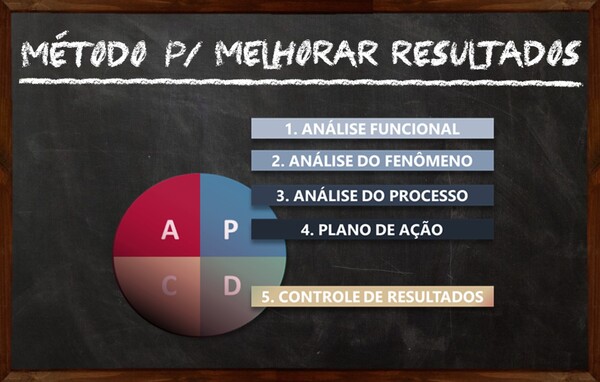 MÉTODO P/ MELHORAR RESULTADOS
1. ANÁLISE FUNCIONAL
2. ANÁLISE DO FENÔMENO
3. ANÁLISE DO PROCESSO
4. PLANO DE AÇÃO
A P
C D
5. CONTROLE DE RESULTADOS